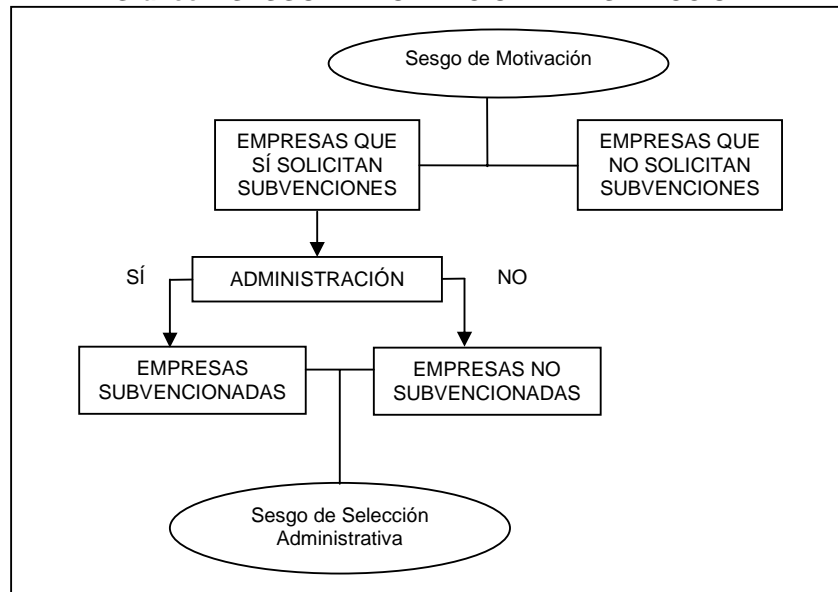 Sesgo de Motivación
EMPRESAS QUE
SÍ SOLICITAN
SUBVENCIONES
EMPRESAS QUE
NO SOLICITAN
SUBVENCIONES
SÍ
ADMINISTRACIÓN
NO
EMPRESAS
SUBVENCIONADAS
EMPRESAS NO
SUBVENCIONADAS
Sesgo de Selección
Administrativa